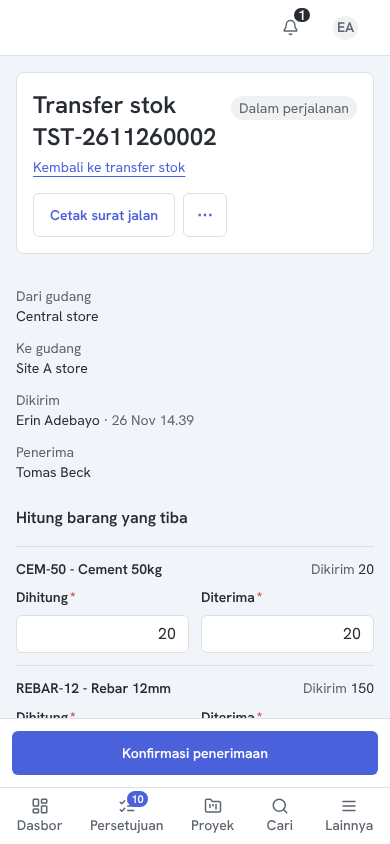 1
EA
Transfer stok
TST-2611260002
Dalam perjalanan
Kembali ke transfer stok
Cetak surat jalan
...
Dari gudang
Central store
Ke gudang
Site A store
Dikirim
Erin Adebayo · 26 Nov 14.39
Penerima
Tomas Beck
Hitung barang yang tiba
CEM-50 - Cement 50kg
Dikirim 20
Dihitung *
Diterima *
20
20
REBAR-12 - Rebar 12mm
Dikirim 150
Dihitung *
Diterima *
Konfirmasi penerimaan
10
Dasbor
Persetujuan
Proyek
Cari
Lainnya